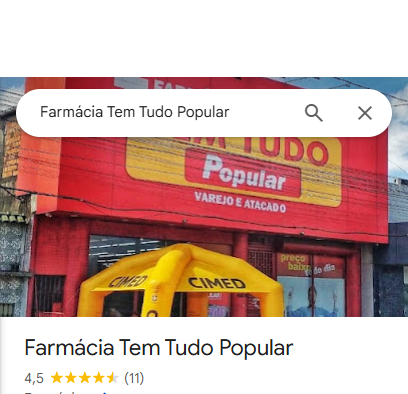 Farmácia Tem Tudo Popular
TEM TUDO
Popular
VAREJO E ATACADO
preço
baixo
todo dia
CIMED
CIMED
Farmácia Tem Tudo Popular
4,5 (11)